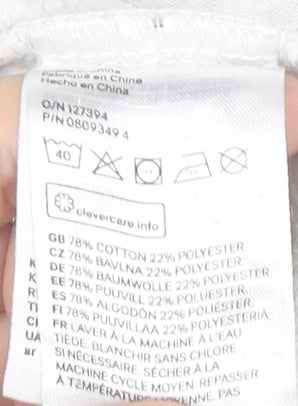 Fabriqué en Chine
Hecho en China
O/N 127394
P/N 0809349 4
40
clevercare.info
GB 78% COTTON 22% POLYESTER
CZ 78% BAVLNA 22% POLYESTER
DE 78% BAUMWOLLE 22% POLYESTER
EE 78% PUUVILL 22% POLÜESTER
ES 78% ALGODÓN 22% POLIÉSTER
FI 78% PUUVILLAA 22% POLYESTERIÄ
FR LAVER À LA MACHINE À L'EAU
TIÈDE. BLANCHIR SANS CHLORE
SI NÉCESSAIRE. SÉCHER À LA
MACHINE CYCLE MOYEN. REPASSER
À TEMPÉRATURE MOYENNE. PAS
K
K
R
TI
UA